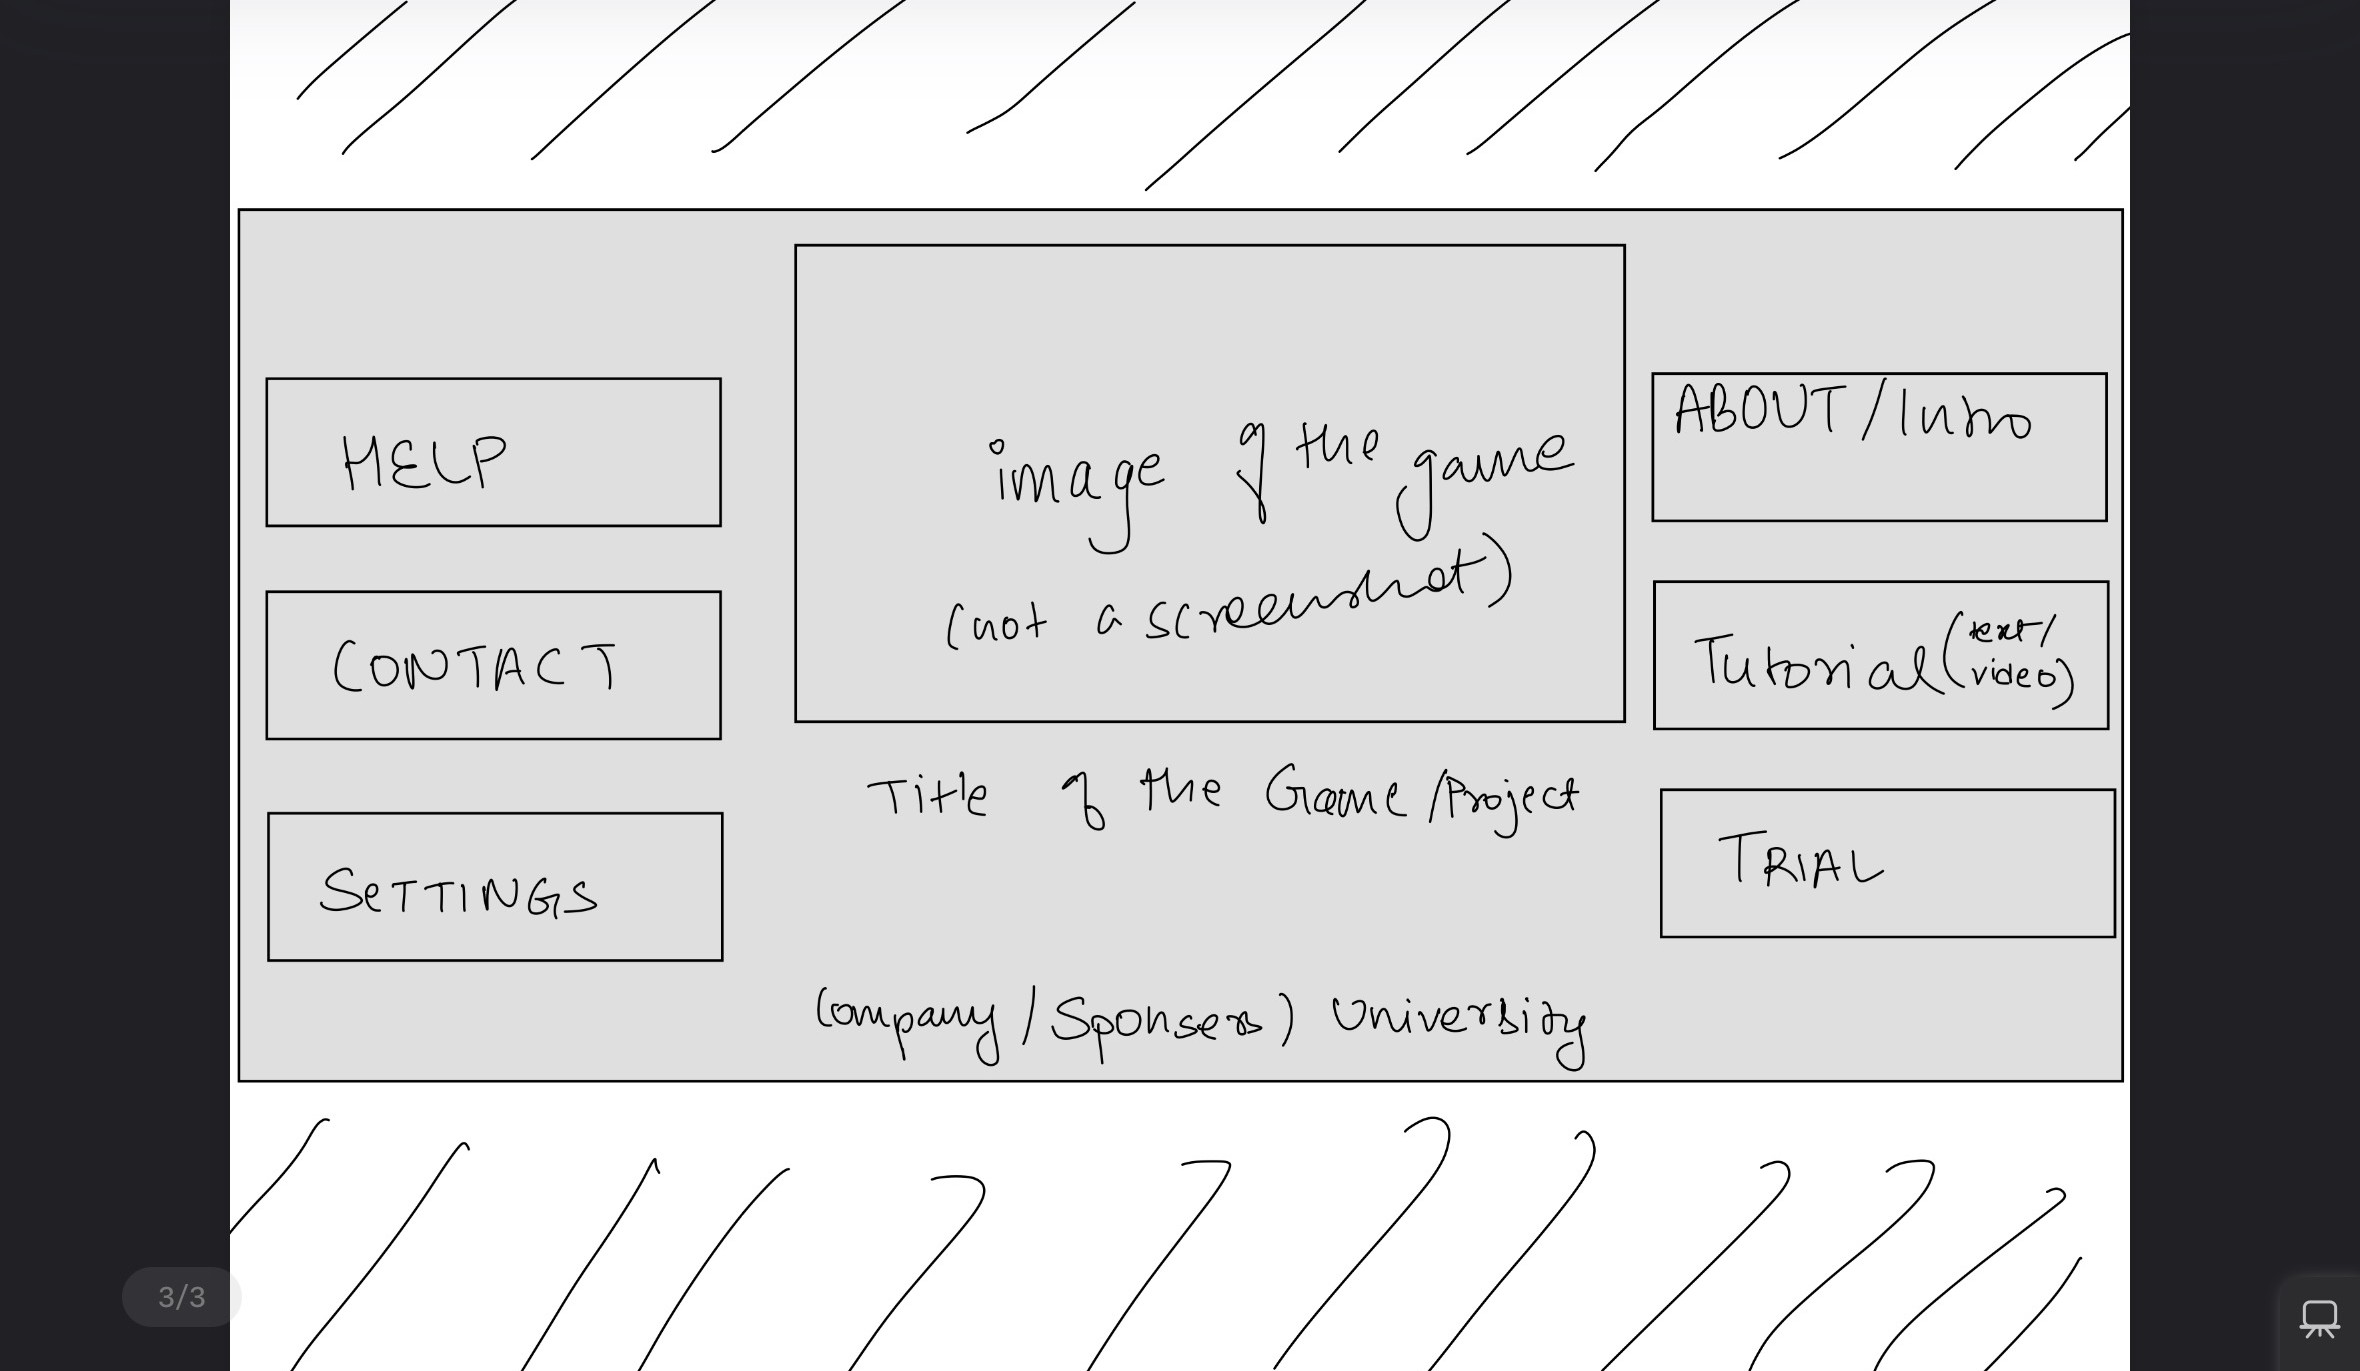 HELP
CONTACT
SETTINGS
image of the game
(not a screenshot)
Title of the Game/Project
(Company/Sponsers) University
ABOUT/Intro
Tutorial (text/
video)
TRIAL
3/3